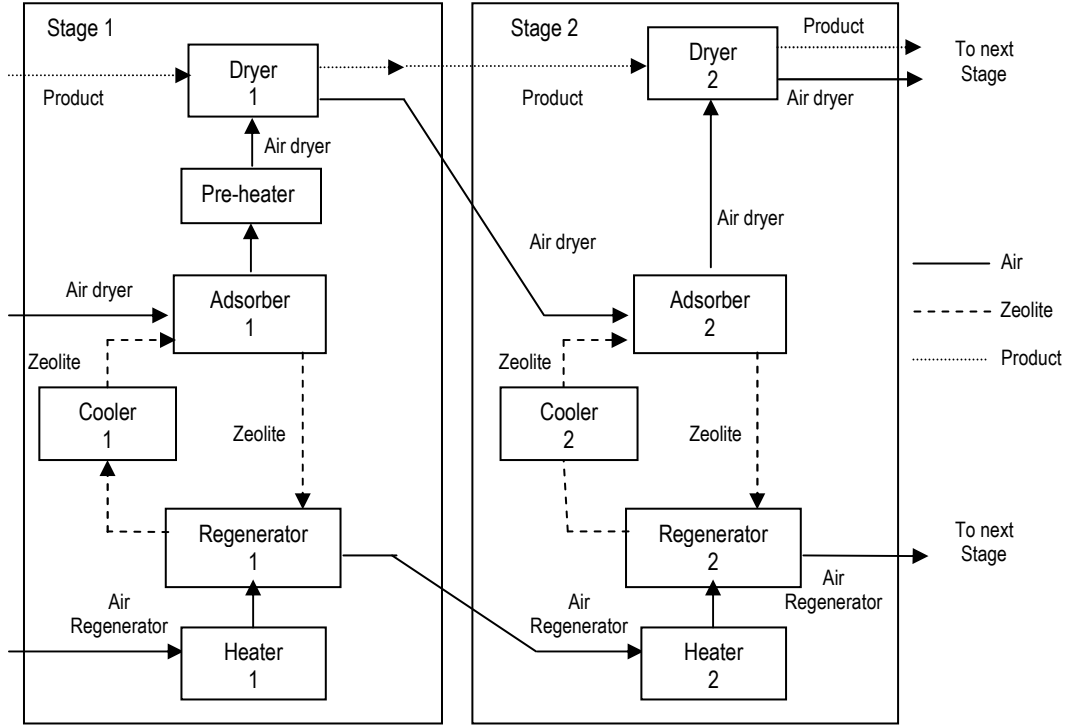 Stage 1
Dryer
1
Product
Air dryer
Pre-heater
Air dryer
Adsorber
1
Zeolite
Cooler
1
Zeolite
Regenerator
1
Air
Regenerator
Heater
1
Stage 2
Dryer
2
Product
Product
Air dryer
To next
Stage
Air dryer
Air dryer
Adsorber
2
Zeolite
Cooler
2
Zeolite
Regenerator
2
Air
Regenerator
To next
Stage
Air
Regenerator
Heater
2
Air
Zeolite
Product